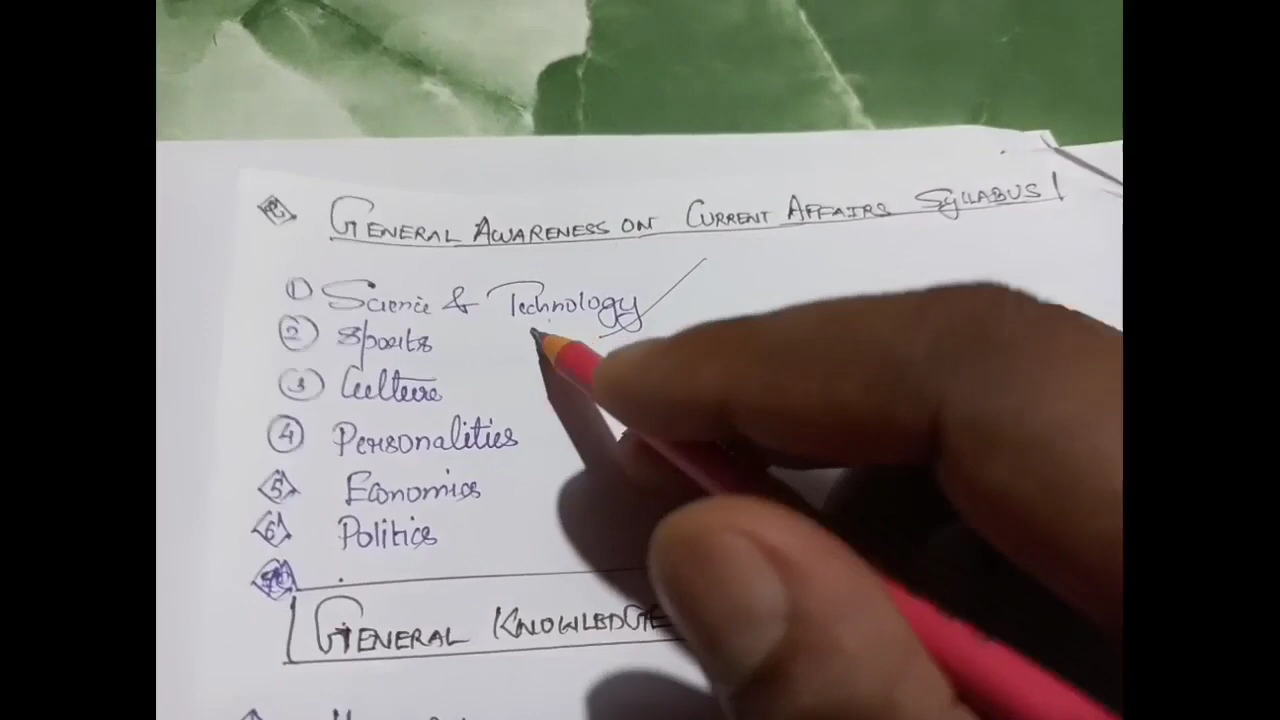 GENERAL AWARENESS ON CURRENT AFFAIRS SYLLABUS!
1) Science & Technology
2) Sports
3) Culture
4) Personalities
5 Economics
6 Politics
GENERAL KNOWLEDGE